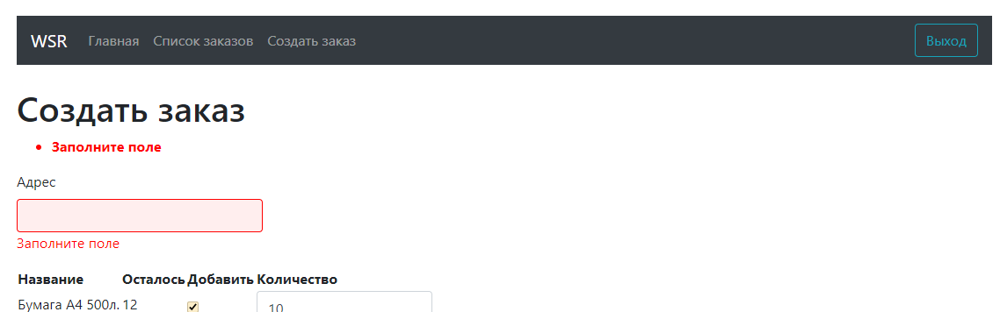 WSR Главная Список заказов Создать заказ Выход
Создать заказ
Заполните поле
Адрес
Заполните поле
Название Осталось Добавить Количество
Бумага А4 500л. 12 10